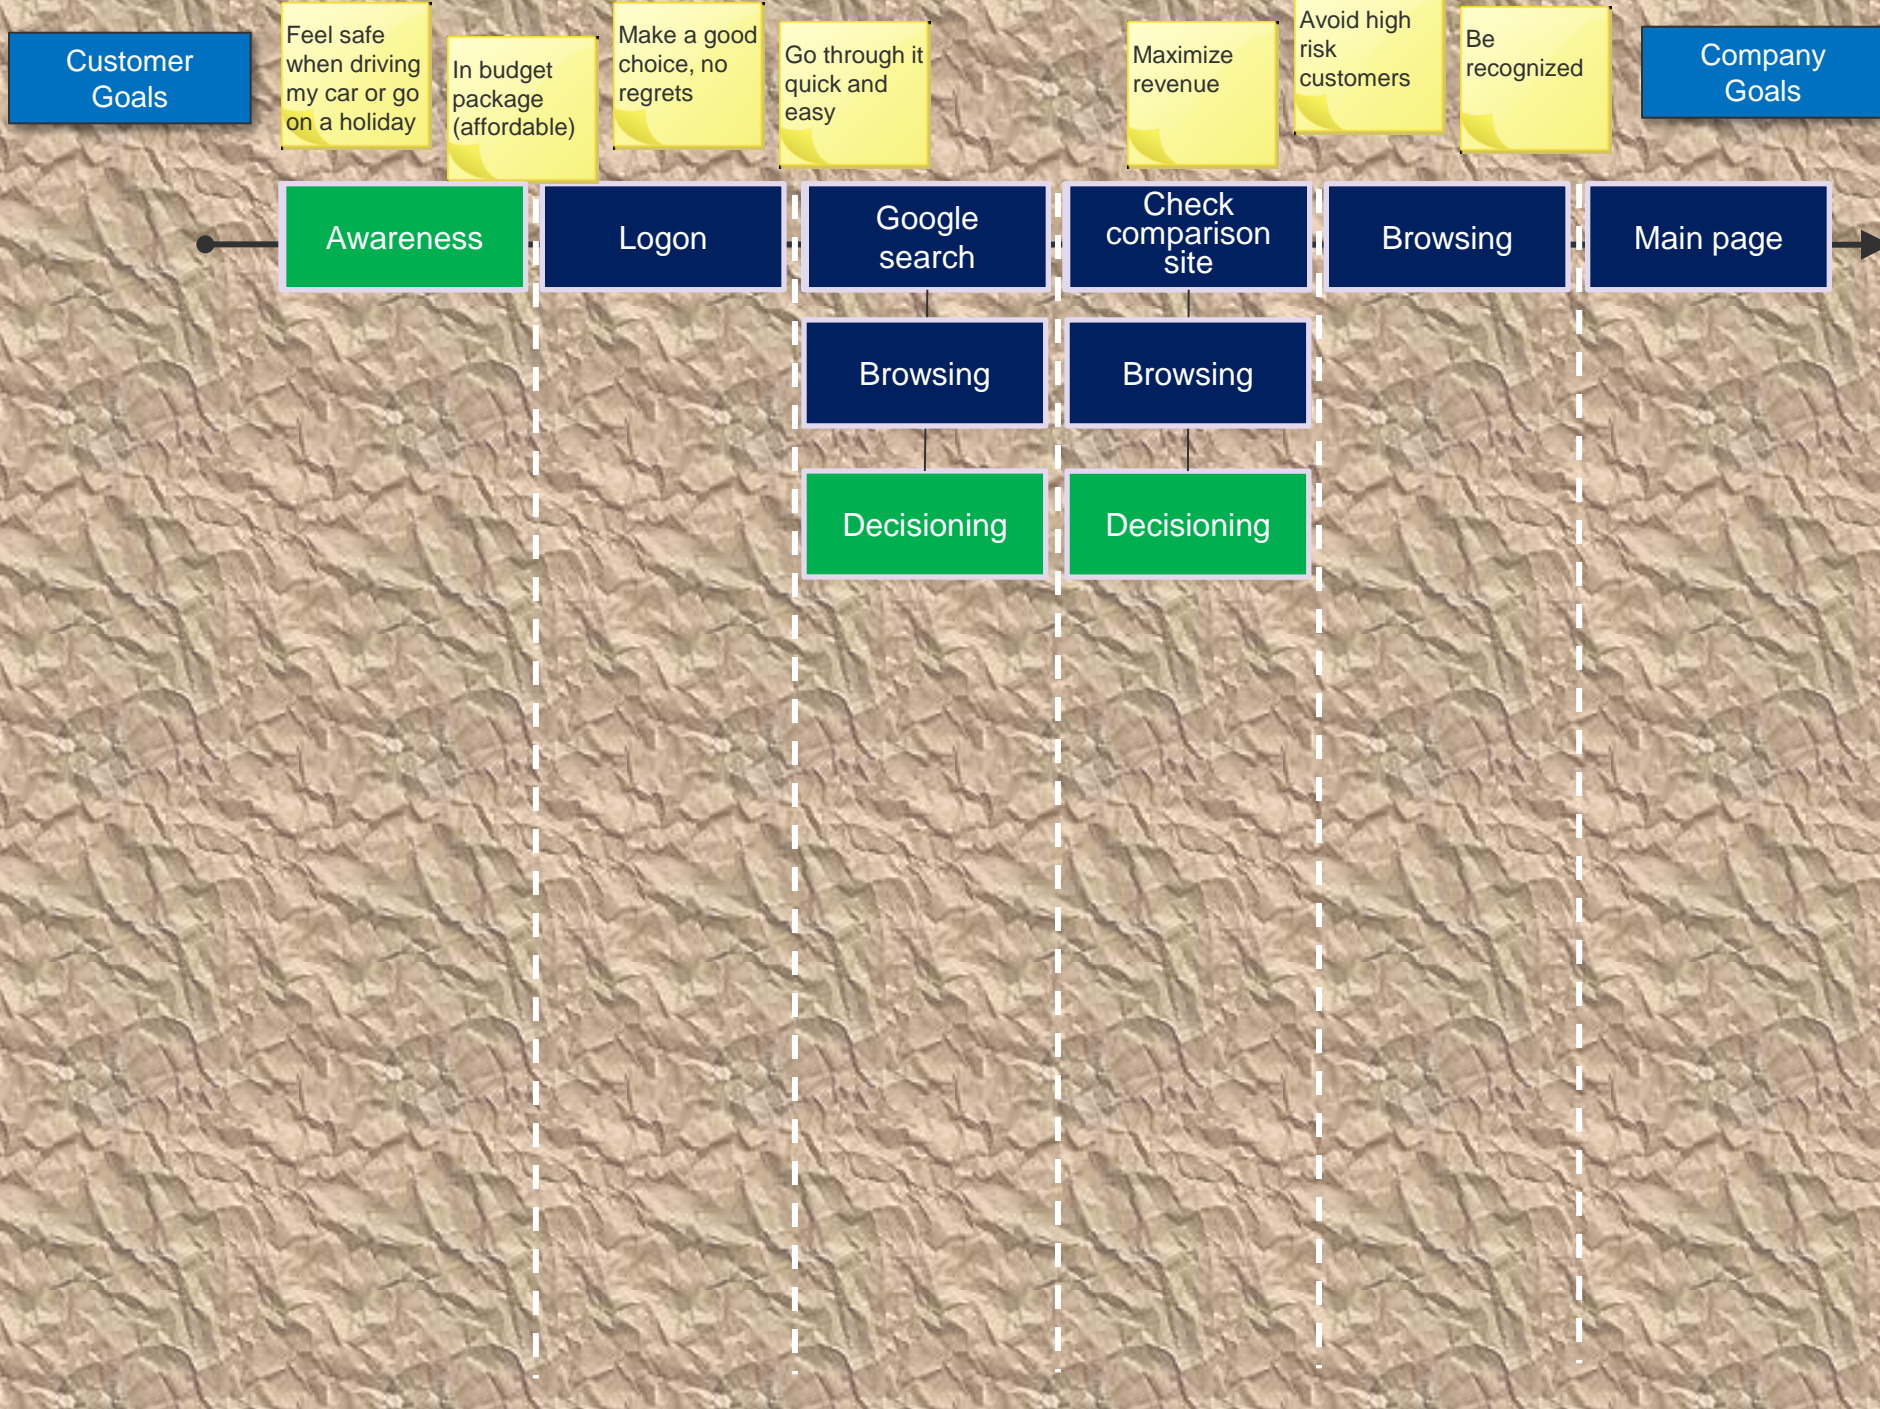 Customer
Goals
Feel safe
when driving
my car or go
on a holiday
In budget
package
(affordable)
Make a good
choice, no
regrets
Go through it
quick and
easy
Maximize
revenue
Avoid high
risk
customers
Be
recognized
Company
Goals
Awareness
Logon
Google
search
Check
comparison
site
Browsing
Main page
Browsing
Browsing
Decisioning
Decisioning